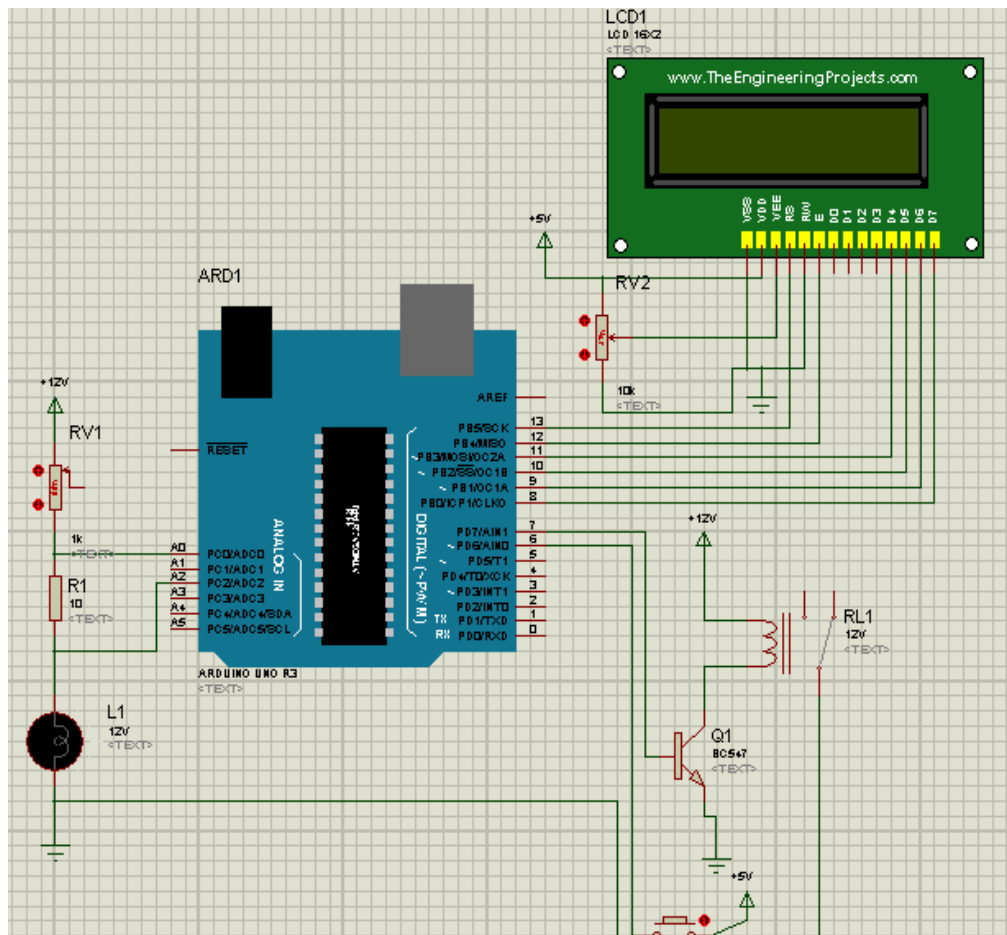 LCD1
LCD 16X2
<TEXT>
www.TheEngineeringProjects.com
VSS
VDD
VEE
RS
RW
E
D0
D1
D2
D3
D4
D5
D6
D7
+5V
RV2
10k
<TEXT>
ARD1
AREF
RESET
13
PB5/SCK
12
PB4/MISO
11
~PB3/MOSI/OC2A
10
~ PB2/SS/OC1B
9
~ PB1/OC1A
8
PB0/ICP1/CLKO
7
PD7/AIN1
6
~ PD6/AIN0
5
~ PD5/T1
4
PD4/T0/XCK
3
~ PD3/INT1
2
PD2/INT0
1
TX PD1/TXD
0
RX PD0/RXD
DIGITAL (~PWM)
ANALOG IN
A0 PC0/ADC0
A1 PC1/ADC1
A2 PC2/ADC2
A3 PC3/ADC3
A4 PC4/ADC4/SDA
A5 PC5/ADC5/SCL
ARDUINO UNO R3
<TEXT>
+12V
RV1
1k
<TEXT>
R1
10
<TEXT>
L1
12V
<TEXT>
+12V
RL1
12V
<TEXT>
Q1
BC547
<TEXT>
+5V